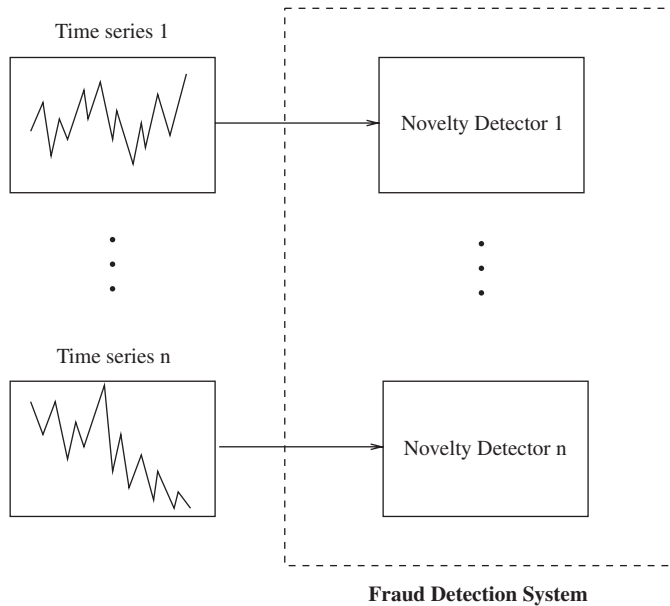 Time series 1
Novelty Detector 1
Time series n
Novelty Detector n
Fraud Detection System